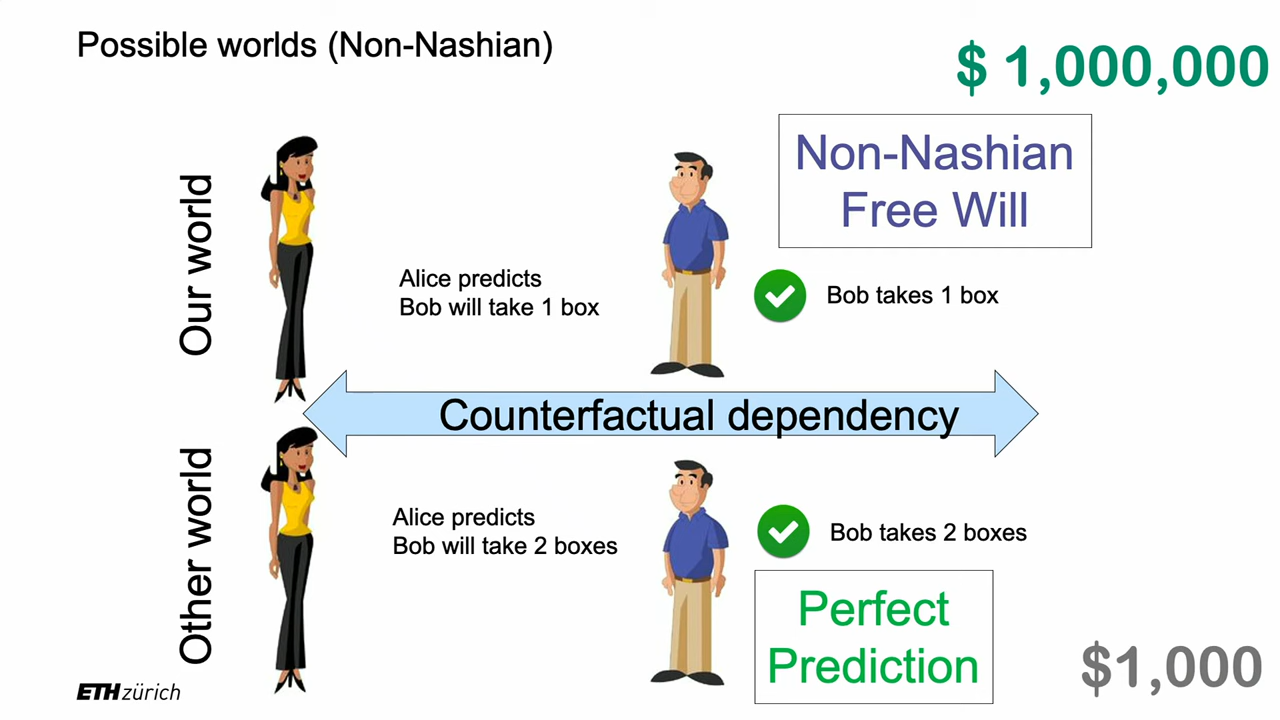 Possible worlds (Non-Nashian)
$ 1,000,000
Non-Nashian
Free Will
Our world
Alice predicts
Bob will take 1 box
Bob takes 1 box
Counterfactual dependency
Other world
Alice predicts
Bob will take 2 boxes
Bob takes 2 boxes
Perfect
Prediction
$1,000
ETH zürich